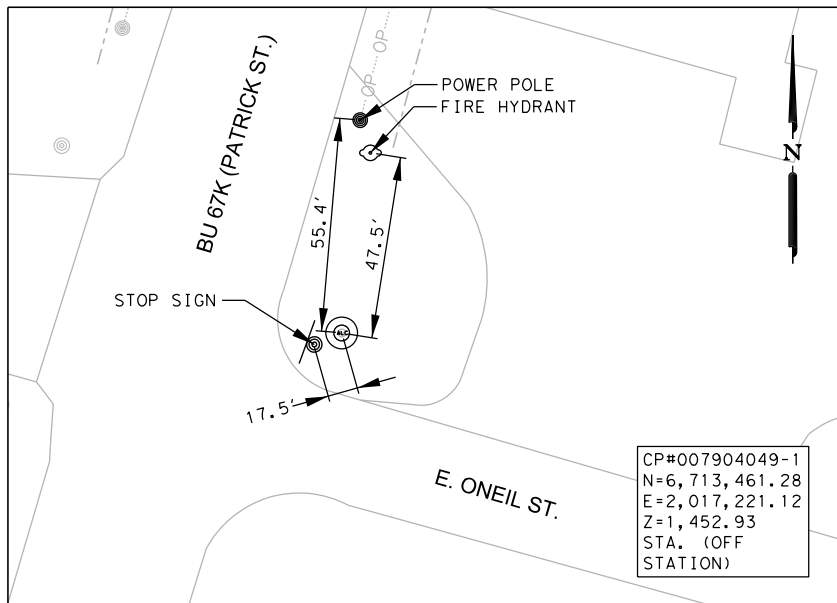 OP
OP
POWER POLE
FIRE HYDRANT
BU 67K (PATRICK ST.)
N
55.4'
47.5'
STOP SIGN
17.5'
E. ONEIL ST.
CP#007904049-1
N=6,713,461.28
E=2,017,221.12
Z=1,452.93
STA. (OFF
STATION)